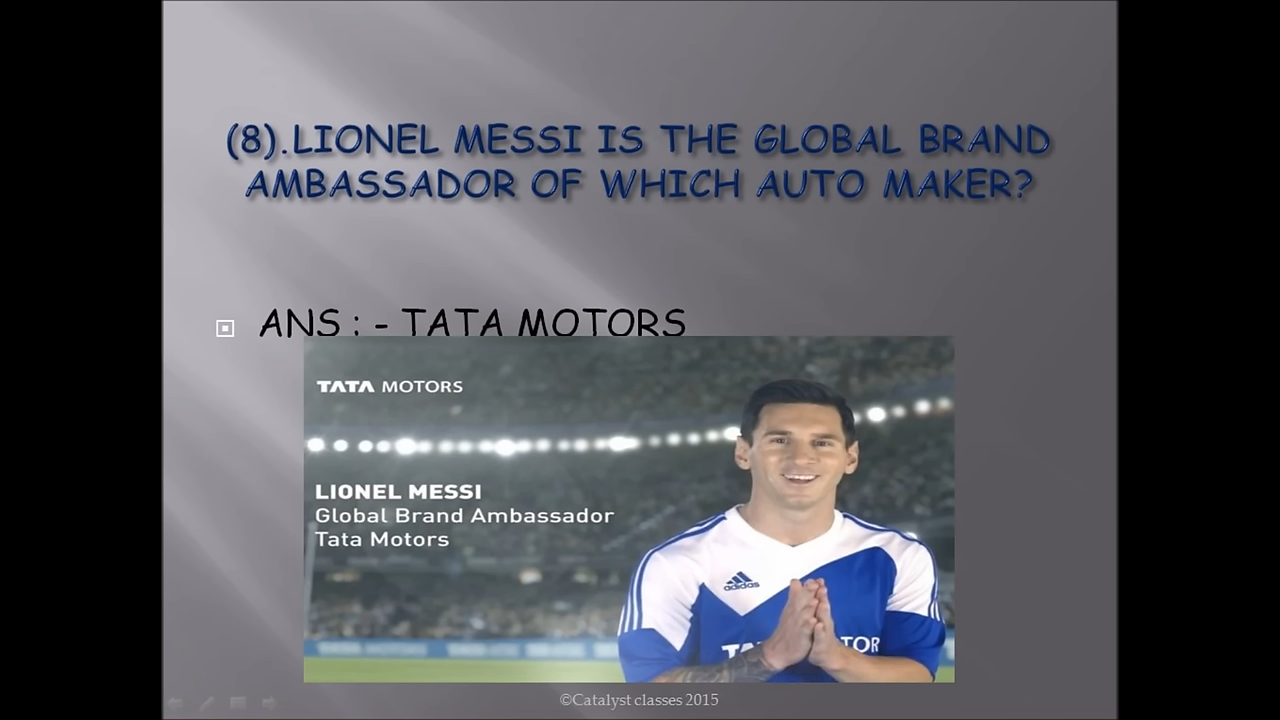 (8).LIONEL MESSI IS THE GLOBAL BRAND
AMBASSADOR OF WHICH AUTO MAKER?
ANS : - TATA MOTORS
TATA MOTORS
LIONEL MESSI
Global Brand Ambassador
Tata Motors
adidas
©Catalyst classes 2015